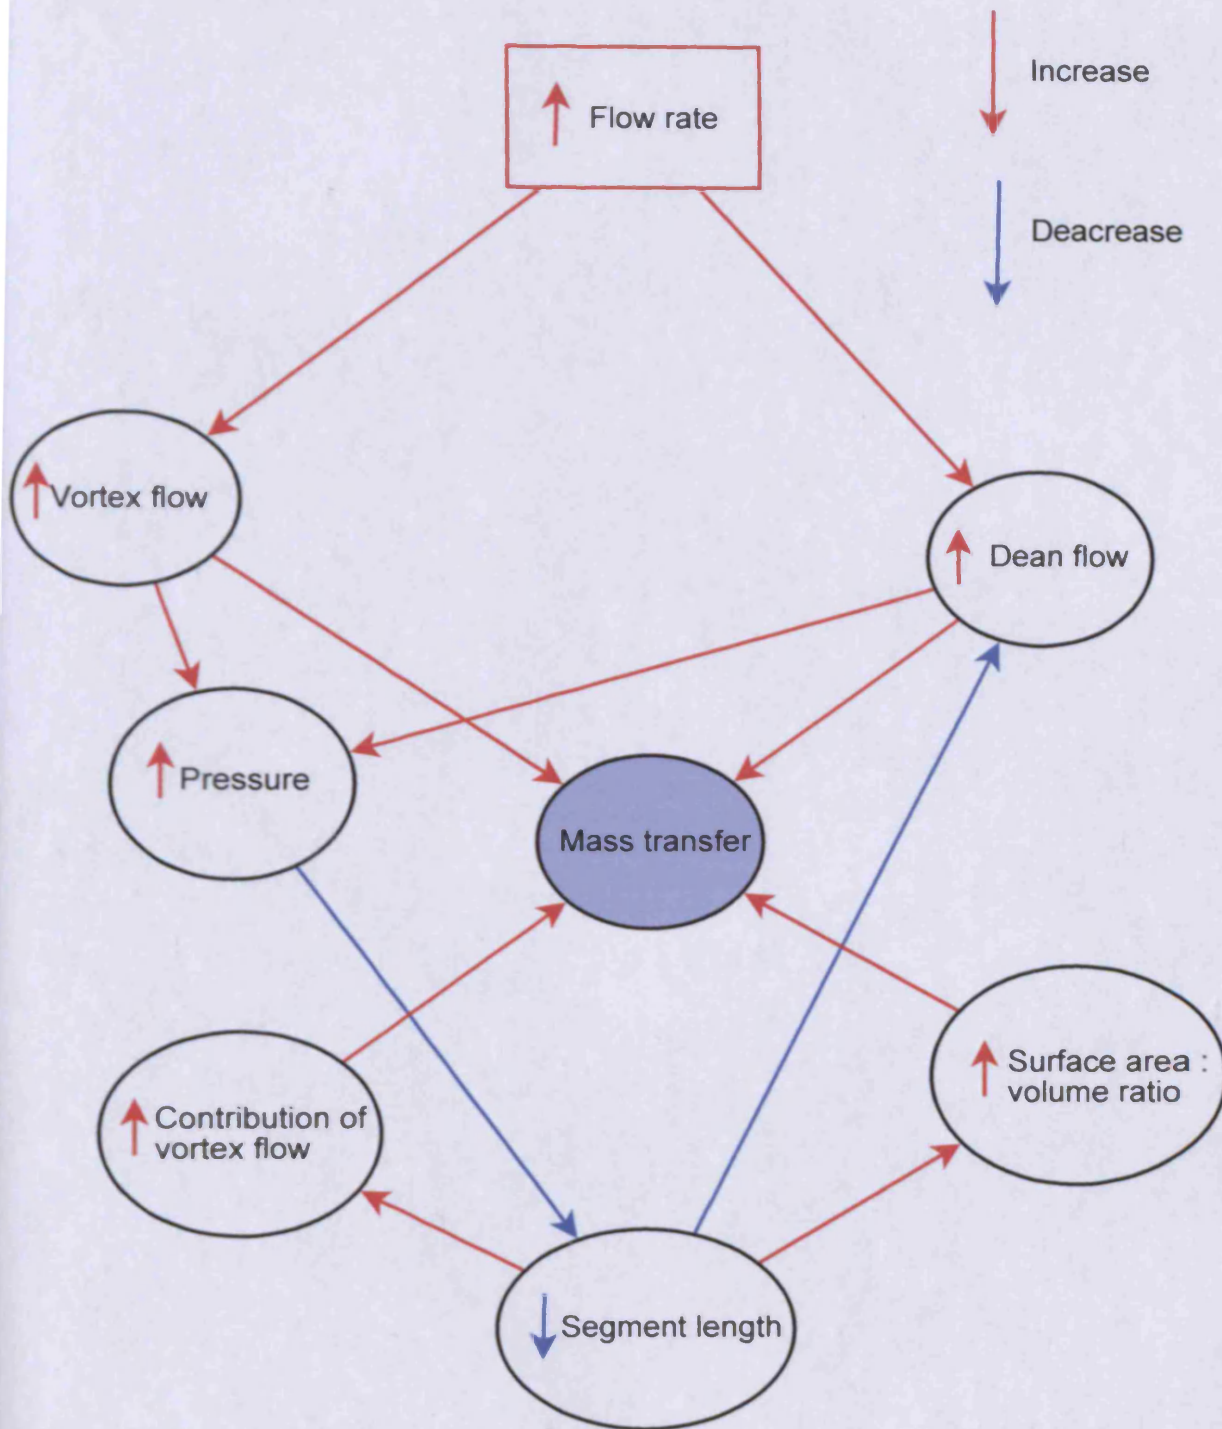 Flow rate
Increase
Deacrease
Vortex flow
Dean flow
Pressure
Mass transfer
Surface area :
volume ratio
Contribution of
vortex flow
Segment length